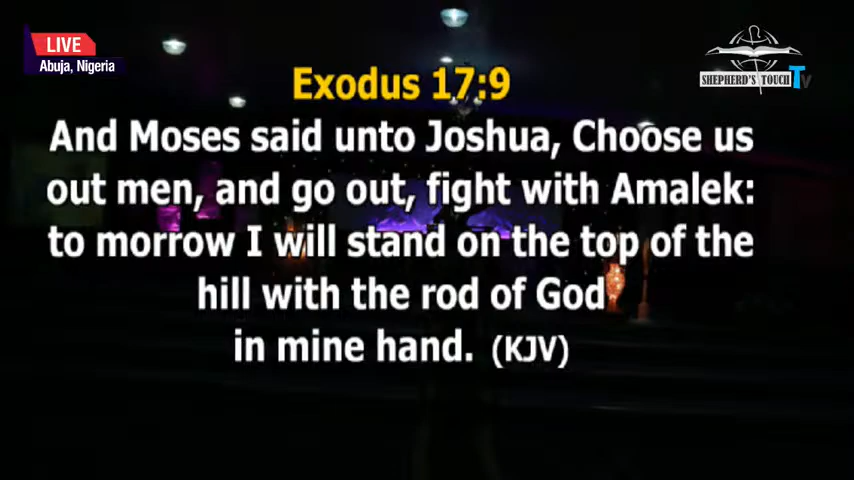 LIVE
Abuja, Nigeria
SHEPHERD'S TOUCH TV
Exodus 17:9
And Moses said unto Joshua, Choose us
out men, and go out, fight with Amalek:
to morrow I will stand on the top of the
hill with the rod of God
in mine hand. (KJV)